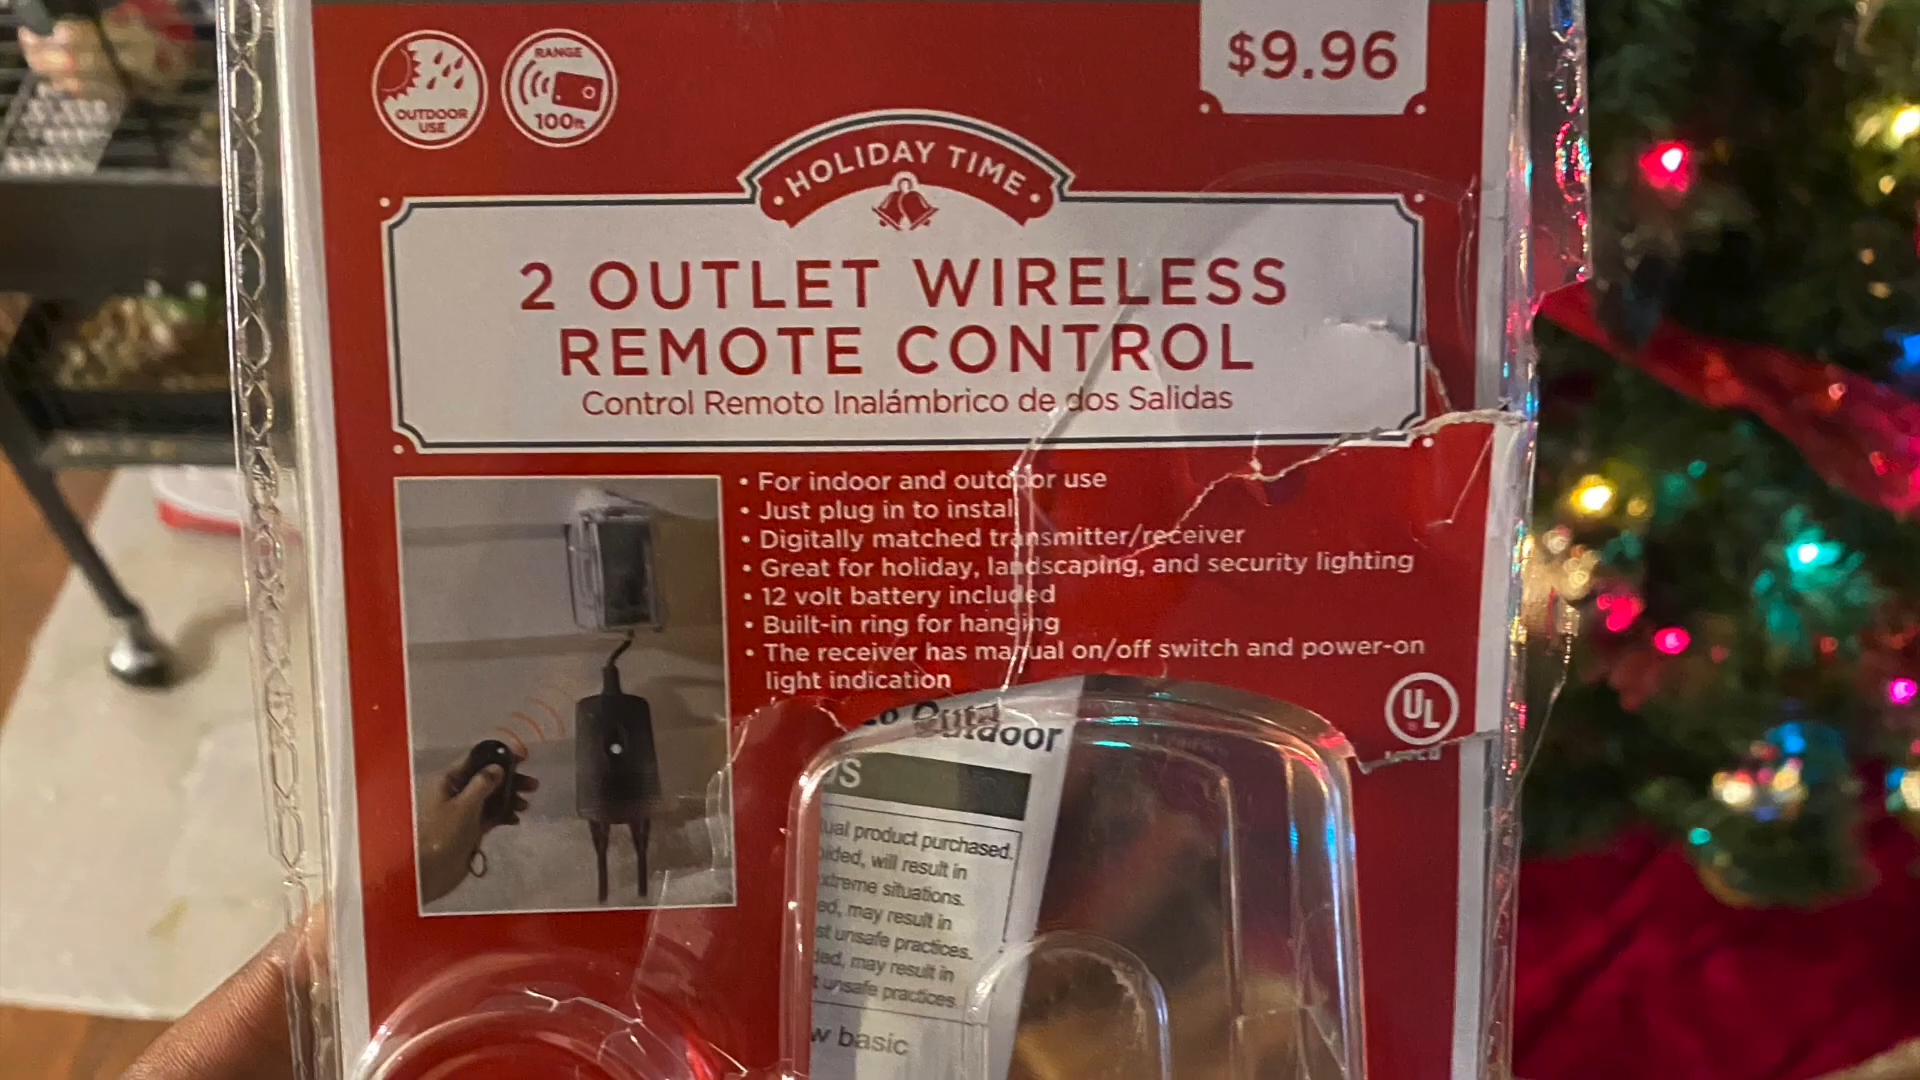 OUTDOOR
USE
RANGE
100ft
$9.96
HOLIDAY TIME
2 OUTLET WIRELESS
REMOTE CONTROL
Control Remoto Inalámbrico de dos Salidas
• For indoor and outdoor use
• Just plug in to install
• Digitally matched transmitter/receiver
• Great for holiday, landscaping, and security lighting
• 12 volt battery included
• Built-in ring for hanging
• The receiver has manual on/off switch and power-on
light indication
UL
Outdoor
product purchased.
will result in
situations.
may result in
unsafe practices.
may result in
unsafe practices.
basic